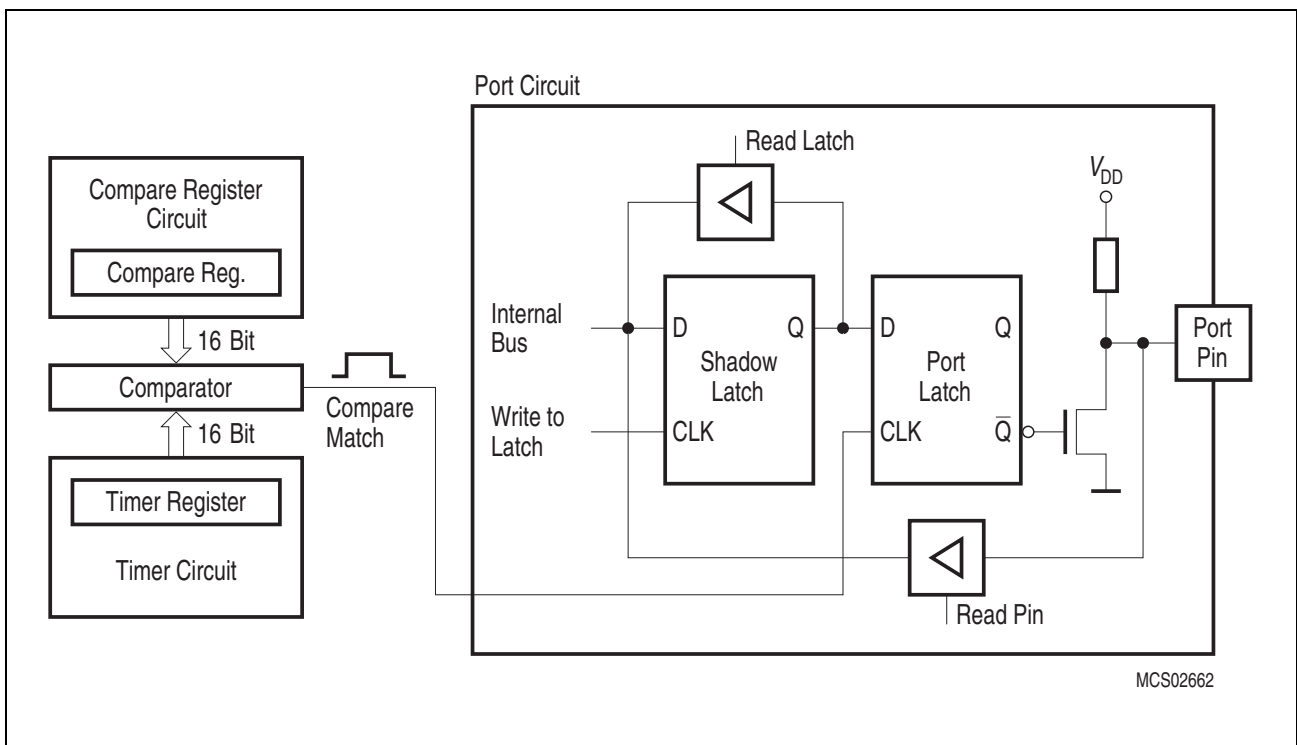 Port Circuit
Compare Register
Circuit
Compare Reg.
16 Bit
Comparator
16 Bit
Timer Register
Timer Circuit
Compare
Match
Read Latch
Internal
Bus
Write to
Latch
D
Q
Shadow
Latch
CLK
D
Q
Port
Latch
CLK
Q̅
VDD
Port
Pin
Read Pin
MCS02662